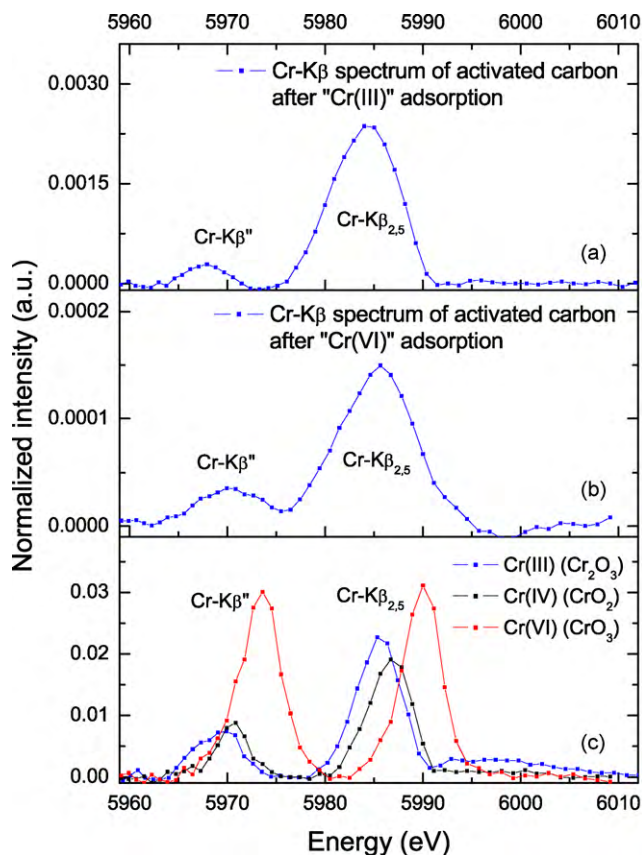 5960 5970 5980 5990 6000 6010
Cr-Kβ spectrum of activated carbon
after "Cr(III)" adsorption
0.0030
0.0015
0.0000
Cr-Kβ"
Cr-Kβ2,5
(a)
Cr-Kβ spectrum of activated carbon
after "Cr(VI)" adsorption
0.0002
0.0001
0.0000
Cr-Kβ"
Cr-Kβ2,5
(b)
Normalized intensity (a.u.)
Cr(III) (Cr2O3)
Cr(IV) (CrO2)
Cr(VI) (CrO3)
Cr-Kβ"
Cr-Kβ2,5
0.03
0.02
0.01
0.00
(c)
5960 5970 5980 5990 6000 6010
Energy (eV)